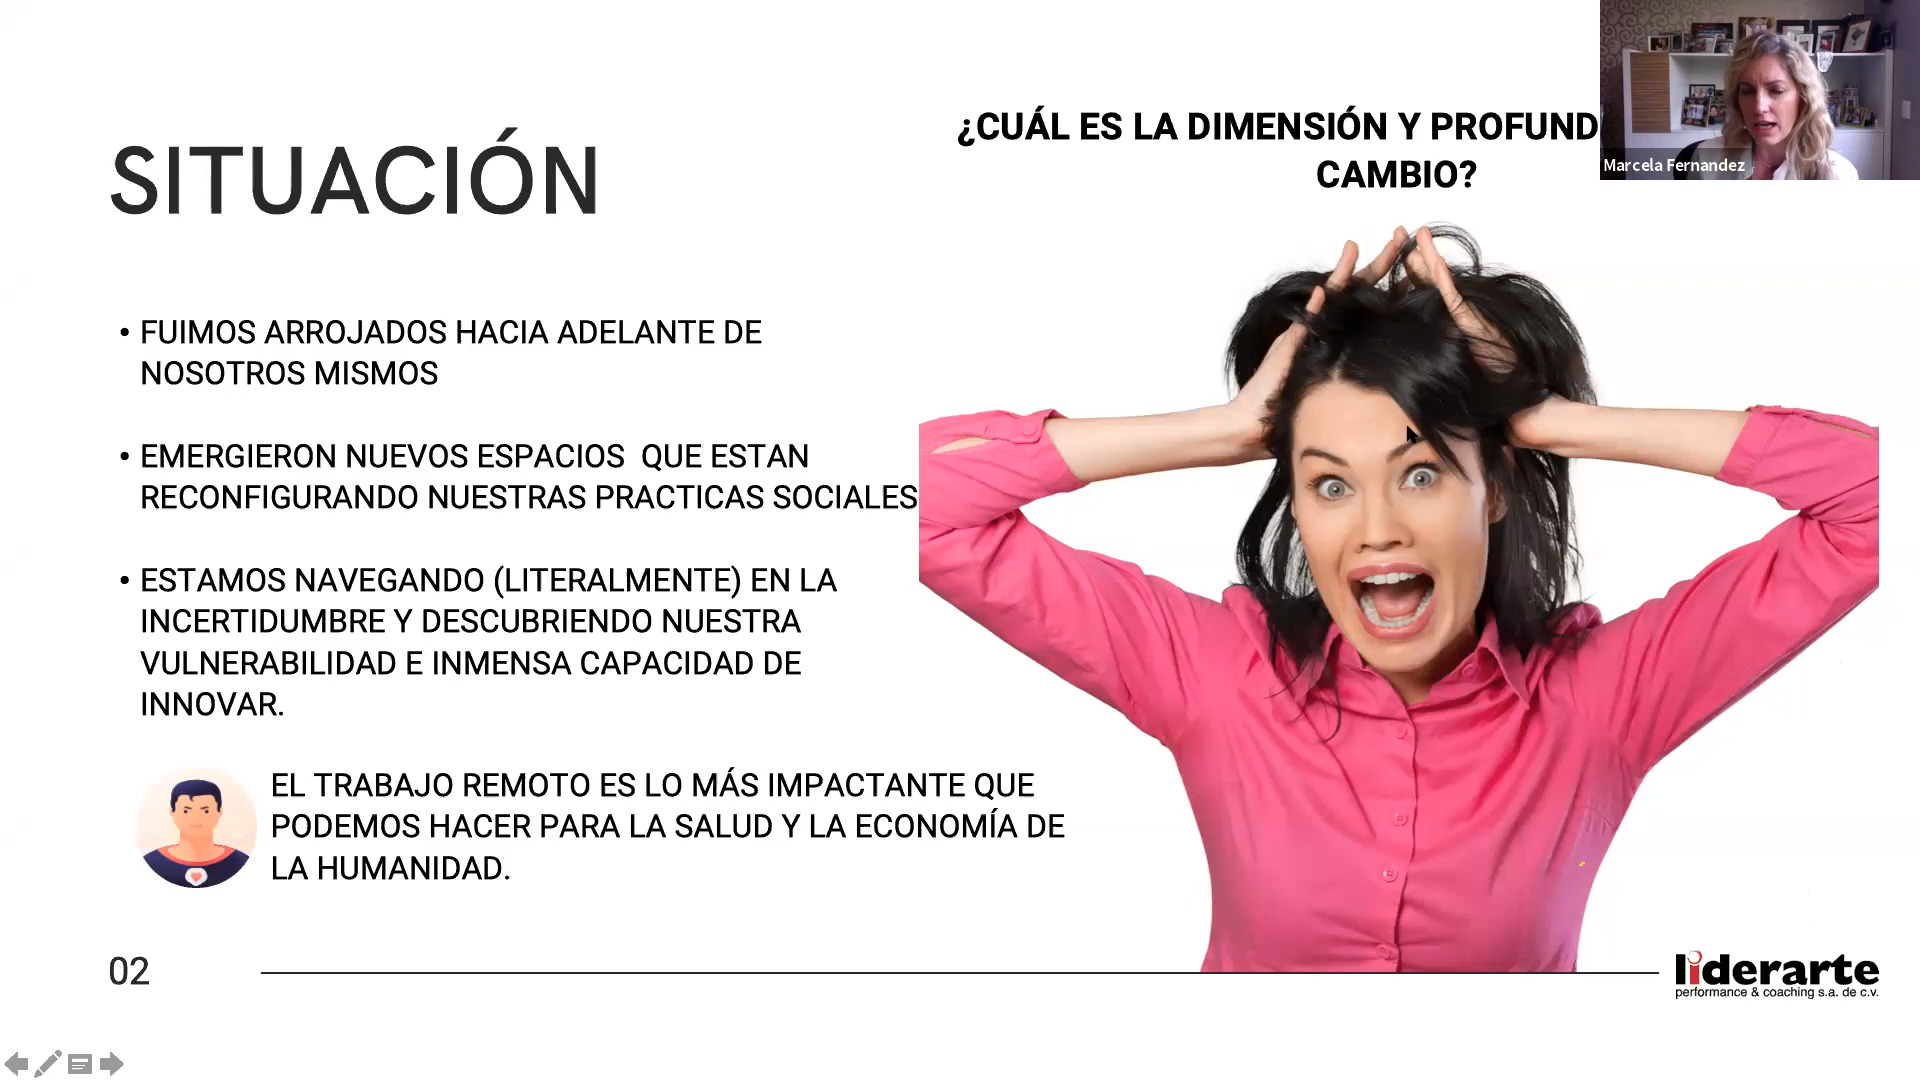 ¿CUÁL ES LA DIMENSIÓN Y PROFUND
CAMBIO?
Marcela Fernandez
SITUACIÓN
• FUIMOS ARROJADOS HACIA ADELANTE DE
NOSOTROS MISMOS
• EMERGIERON NUEVOS ESPACIOS QUE ESTAN
RECONFIGURANDO NUESTRAS PRACTICAS SOCIALES
• ESTAMOS NAVEGANDO (LITERALMENTE) EN LA
INCERTIDUMBRE Y DESCUBRIENDO NUESTRA
VULNERABILIDAD E INMENSA CAPACIDAD DE
INNOVAR.
EL TRABAJO REMOTO ES LO MÁS IMPACTANTE QUE
PODEMOS HACER PARA LA SALUD Y LA ECONOMÍA DE
LA HUMANIDAD.
02
liderarte
performance & coaching s.a. de c.v.